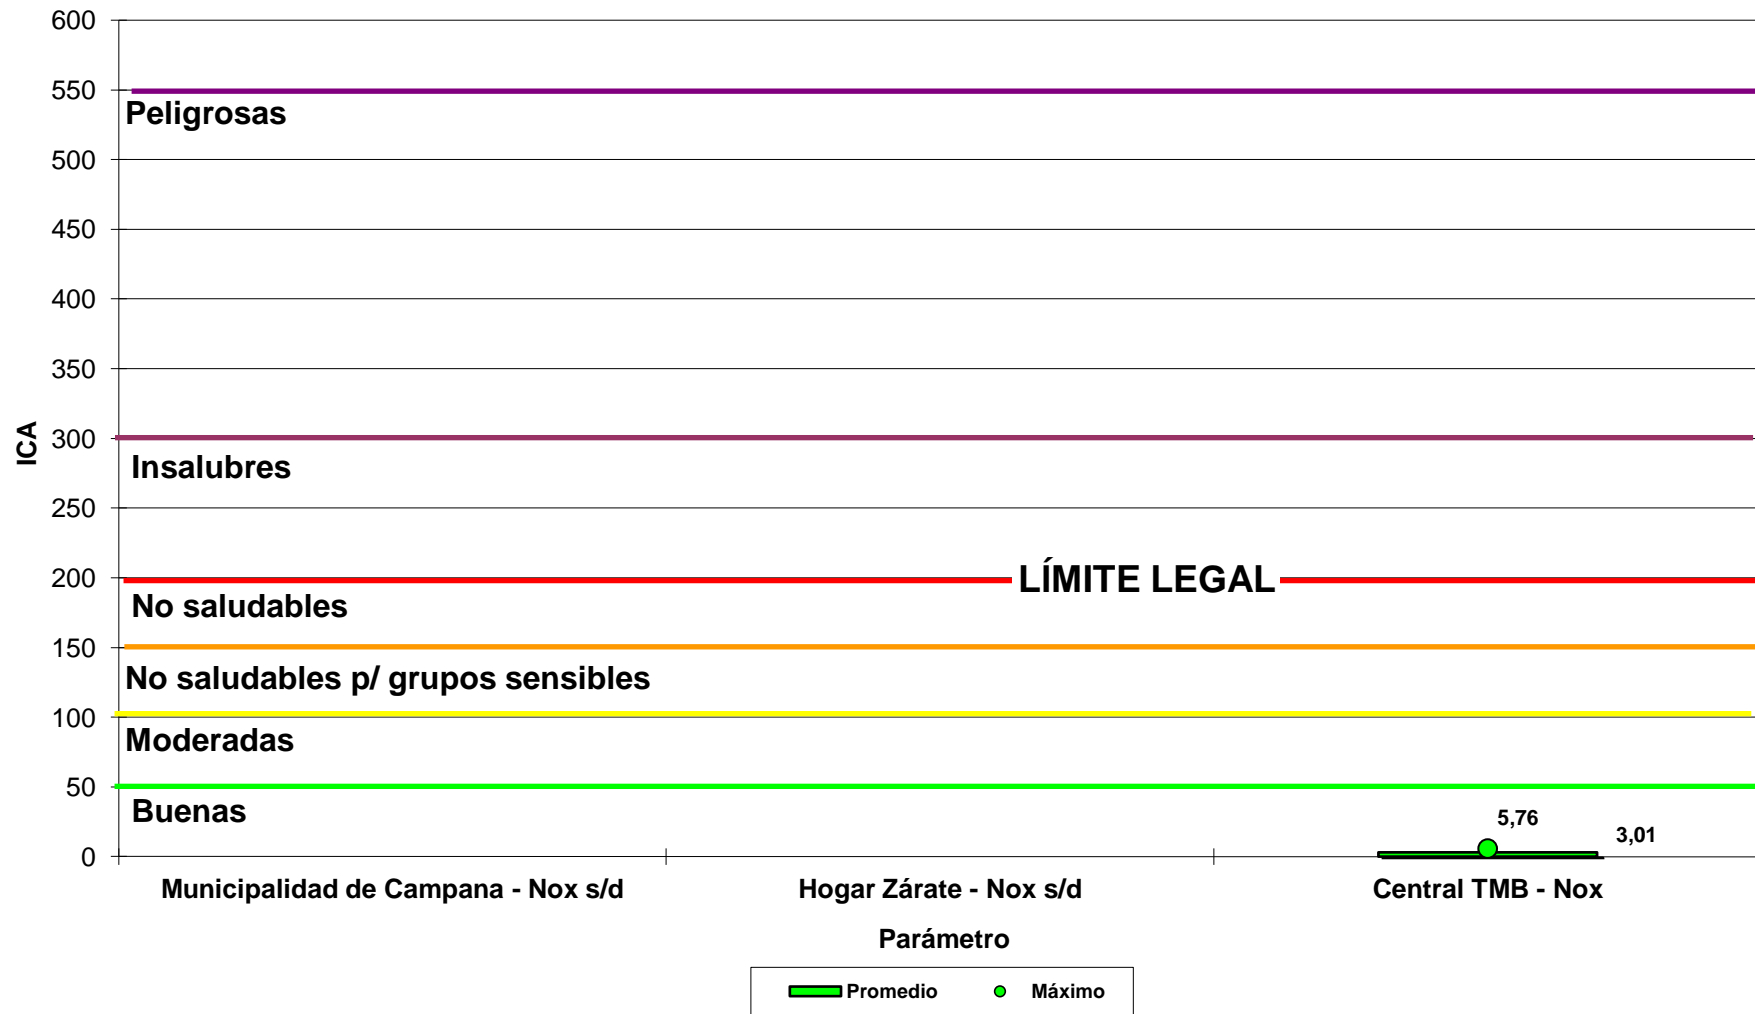 600
550
Peligrosas
500
450
400
350
ICA
300
Insalubres
250
200
LÍMITE LEGAL
No saludables
150
No saludables p/ grupos sensibles
100
Moderadas
50
Buenas
5,76
3,01
0
Municipalidad de Campana - Nox s/d
Hogar Zárate - Nox s/d
Central TMB - Nox
Parámetro
Promedio
Máximo